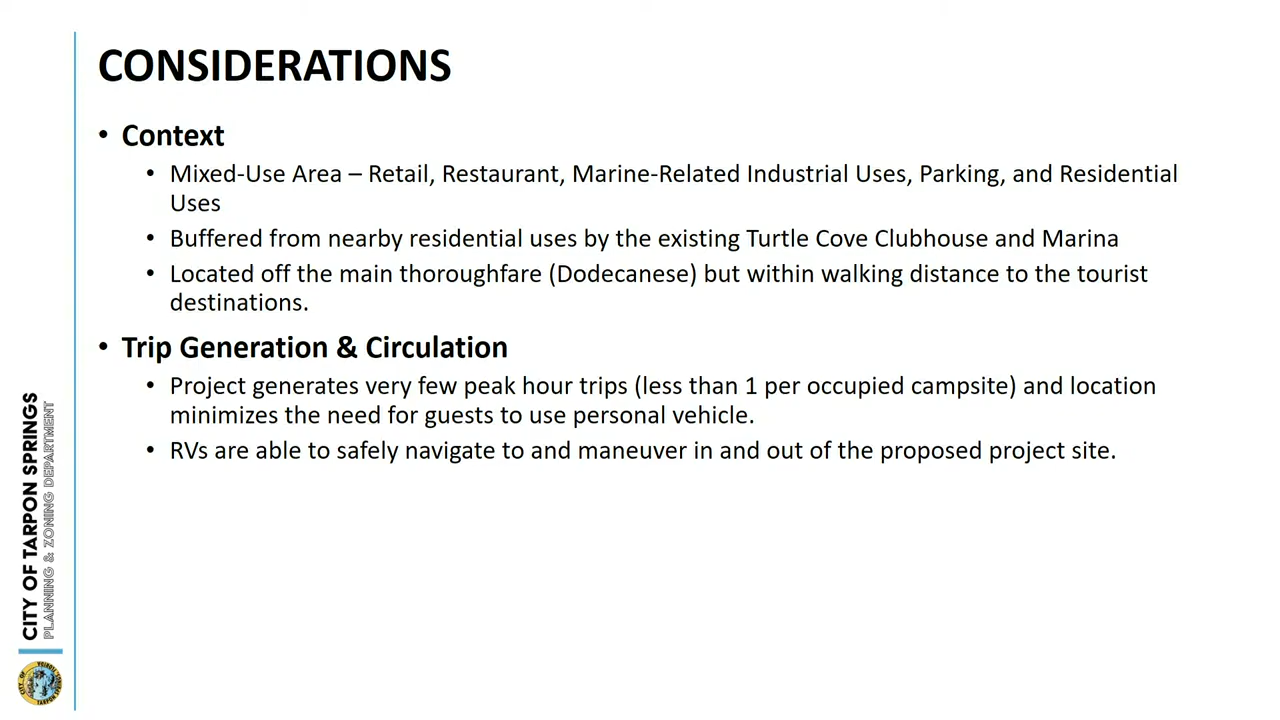 CONSIDERATIONS
• Context
• Mixed-Use Area – Retail, Restaurant, Marine-Related Industrial Uses, Parking, and Residential
Uses
• Buffered from nearby residential uses by the existing Turtle Cove Clubhouse and Marina
• Located off the main thoroughfare (Dodecanese) but within walking distance to the tourist
destinations.
• Trip Generation & Circulation
• Project generates very few peak hour trips (less than 1 per occupied campsite) and location
minimizes the need for guests to use personal vehicle.
• RVs are able to safely navigate to and maneuver in and out of the proposed project site.
CITY OF TARPON SPRINGS
PLANNING & ZONING DEPARTMENT